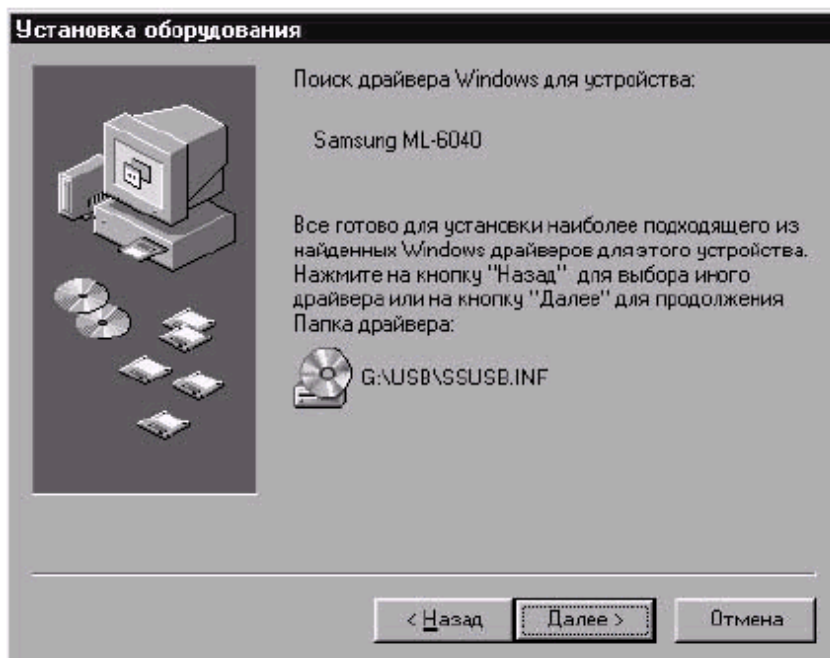 Установка оборудования
Поиск драйвера Windows для устройства:
Samsung ML-6040
Все готово для установки наиболее подходящего из
найденных Windows драйверов для этого устройства.
Нажмите на кнопку "Назад" для выбора иного
драйвера или на кнопку "Далее" для продолжения
Папка драйвера:
G:\USB\SSUSB.INF
< Назад
Далее >
Отмена